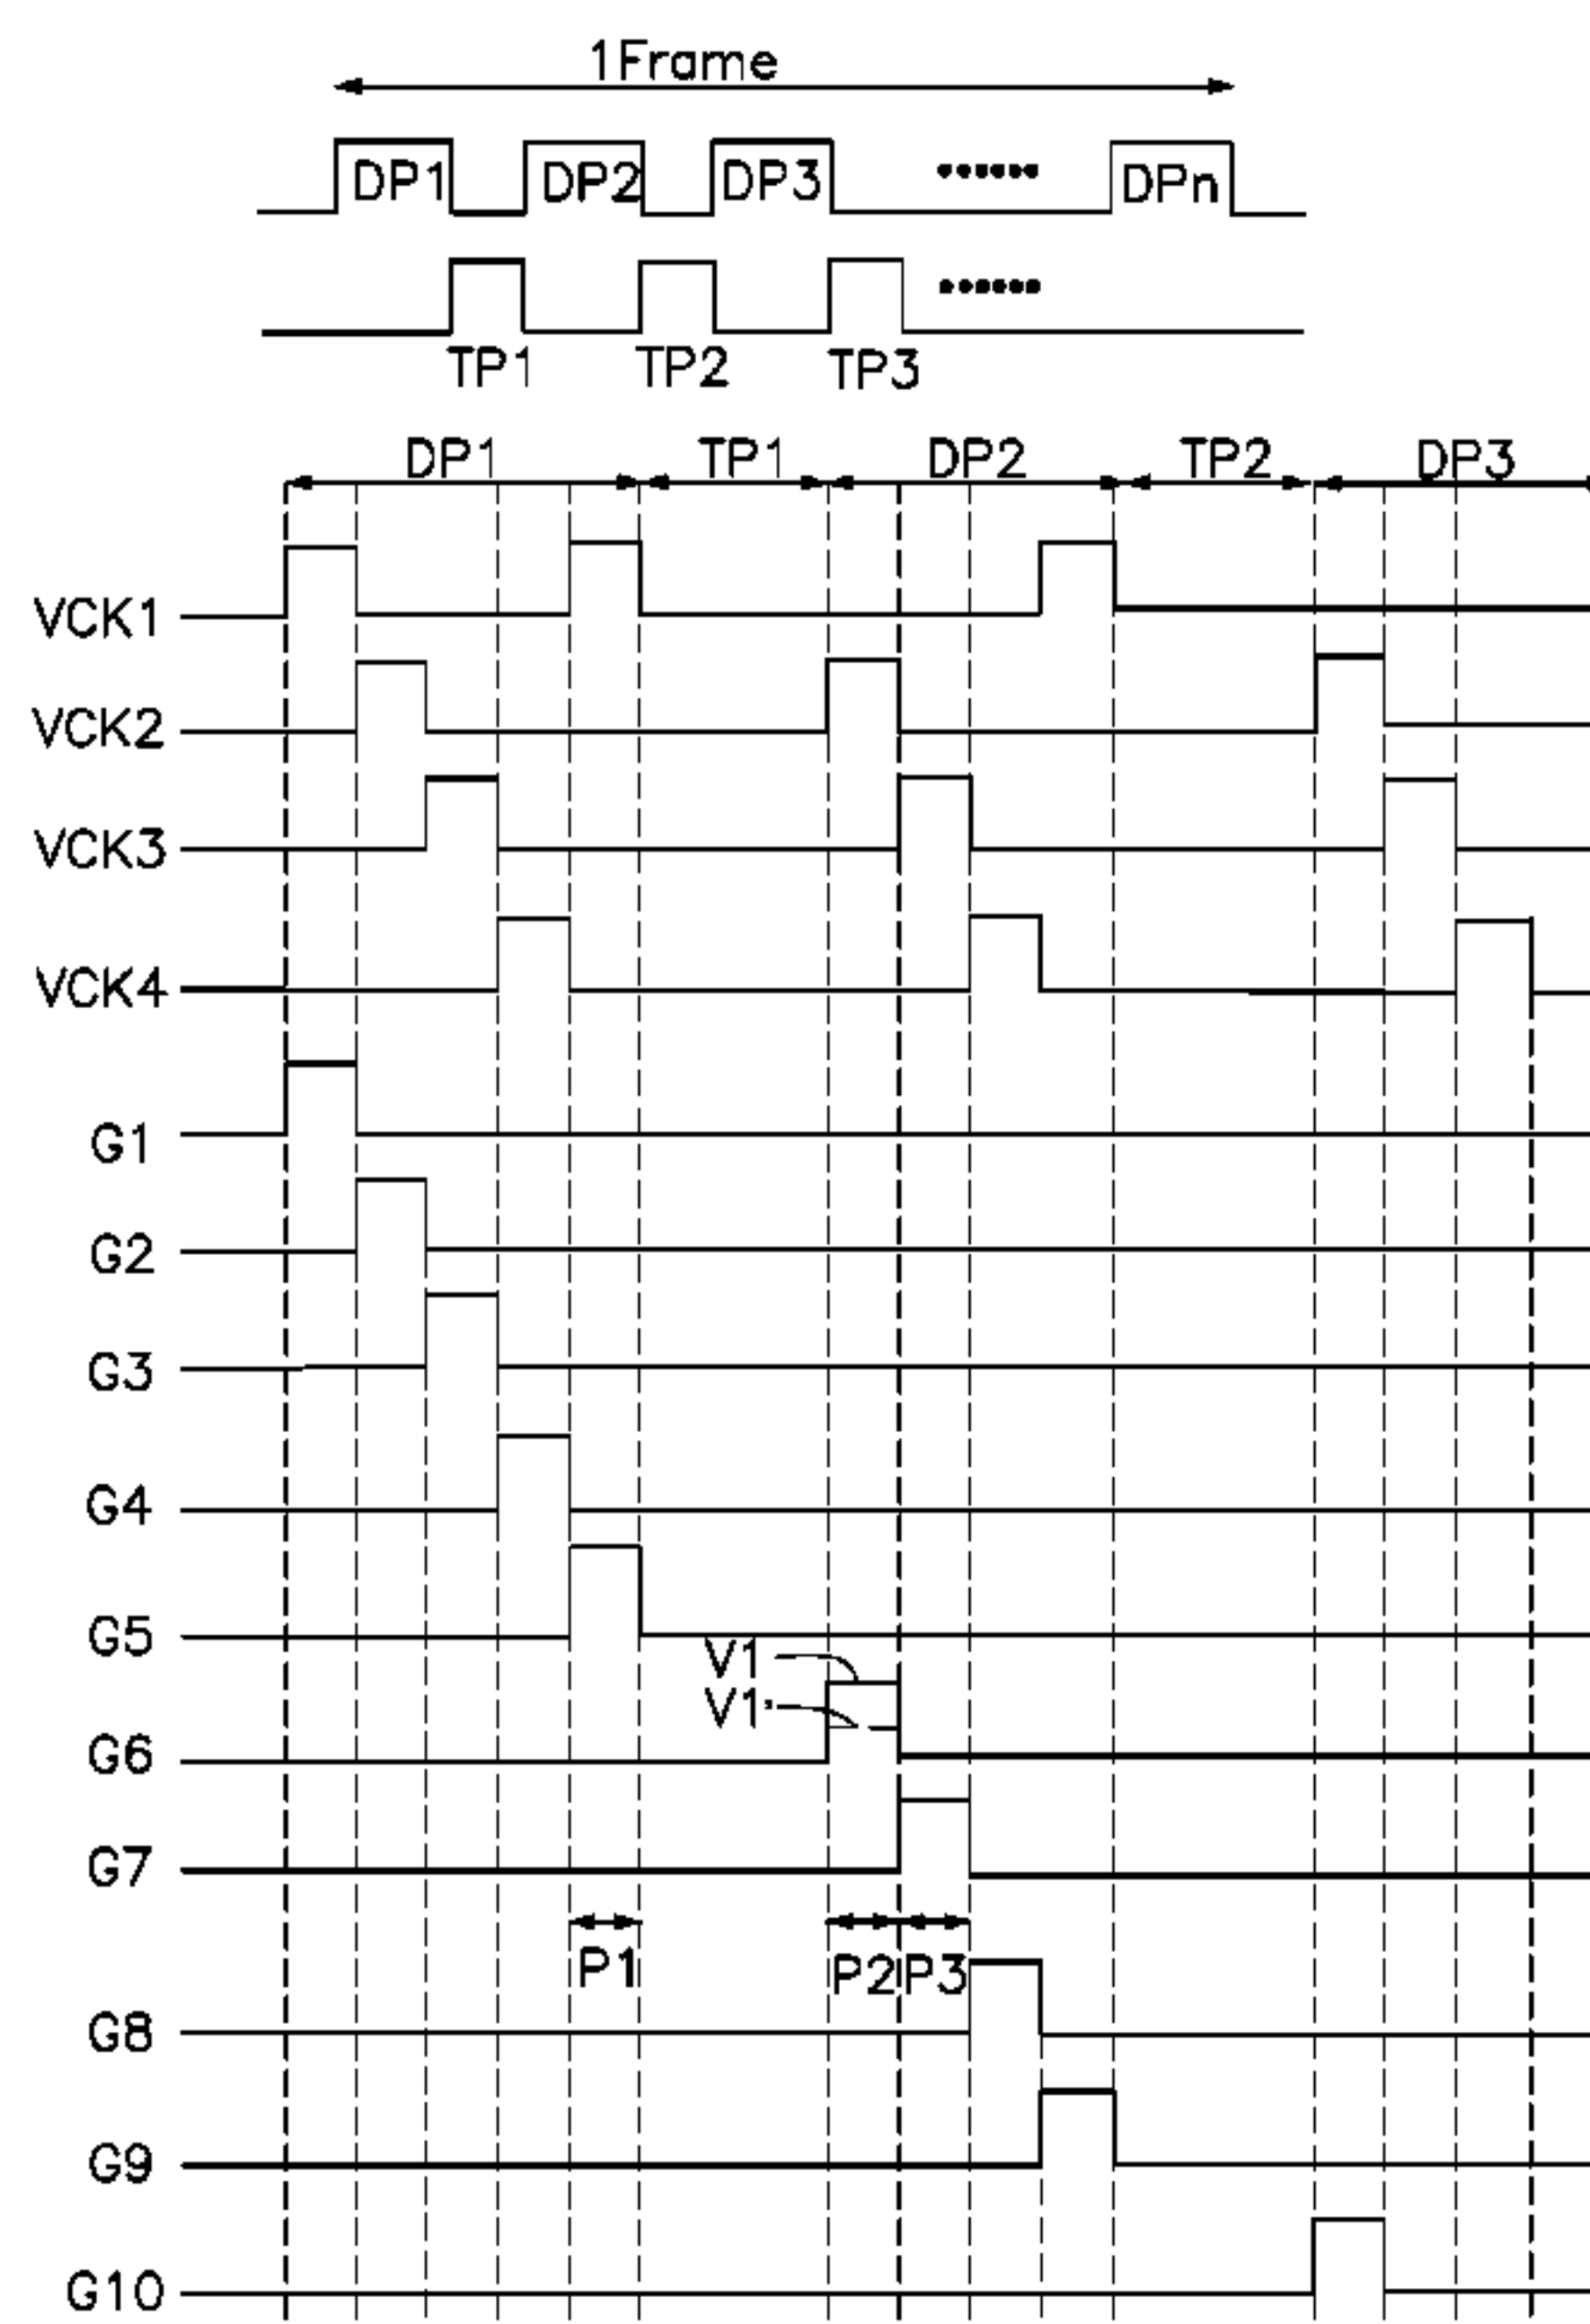 1Frame
DP1 DP2 DP3 DPn
TP1 TP2 TP3
DP1 TP1 DP2 TP2 DP3
VCK1
VCK2
VCK3
VCK4
G1
G2
G3
G4
G5
V1
V1'
G6
G7
P1 P2 P3
G8
G9
G10